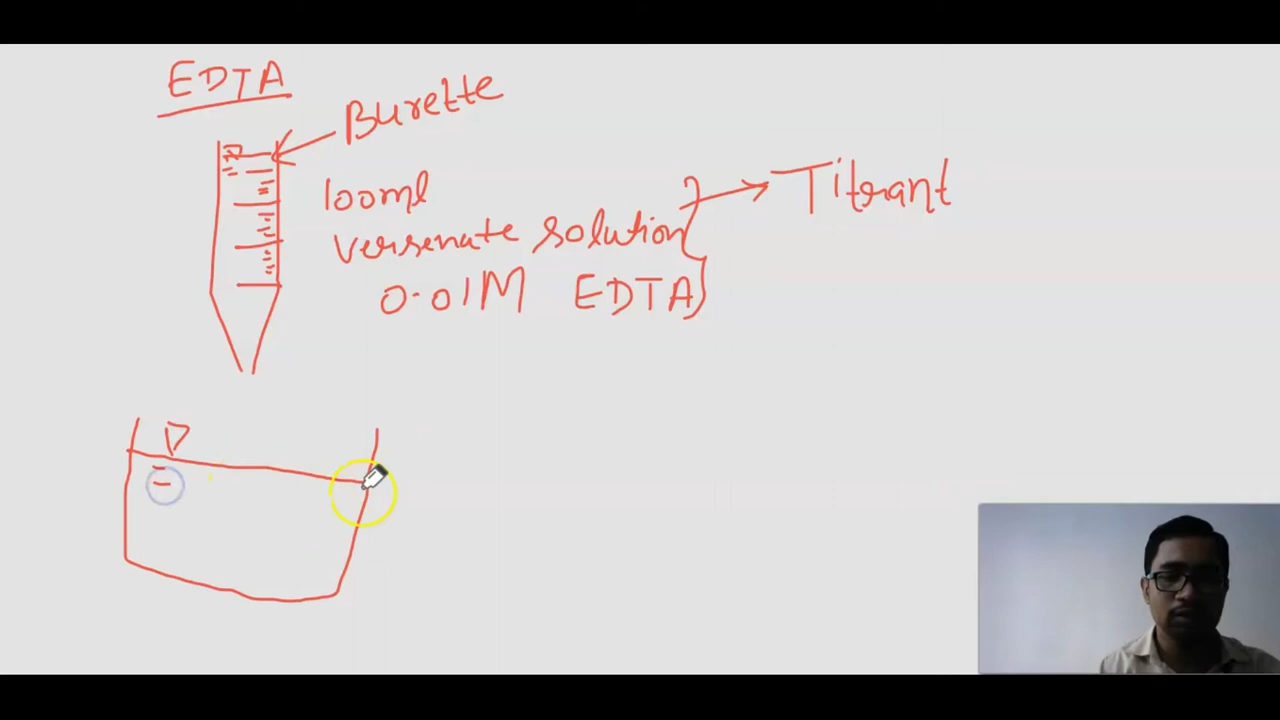 EDTA
Burette
100ml
versenate solution
0.01M EDTA
Titrant